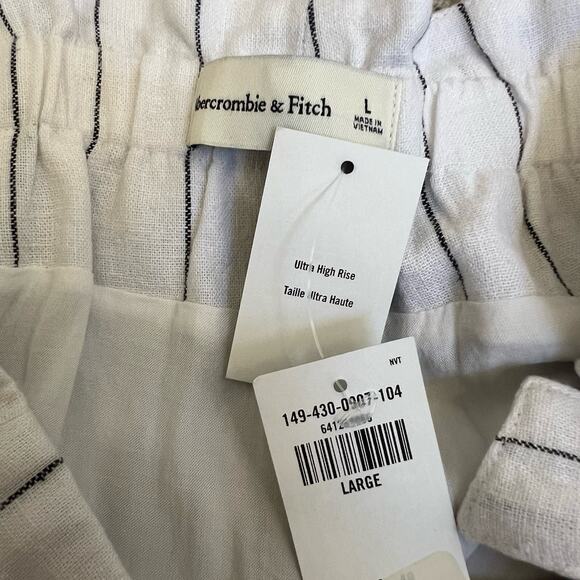 Abercrombie & Fitch
L
MADE IN
VIETNAM
Ultra High Rise
Taille Ultra Haute
NVT
149-430-0907-104
LARGE